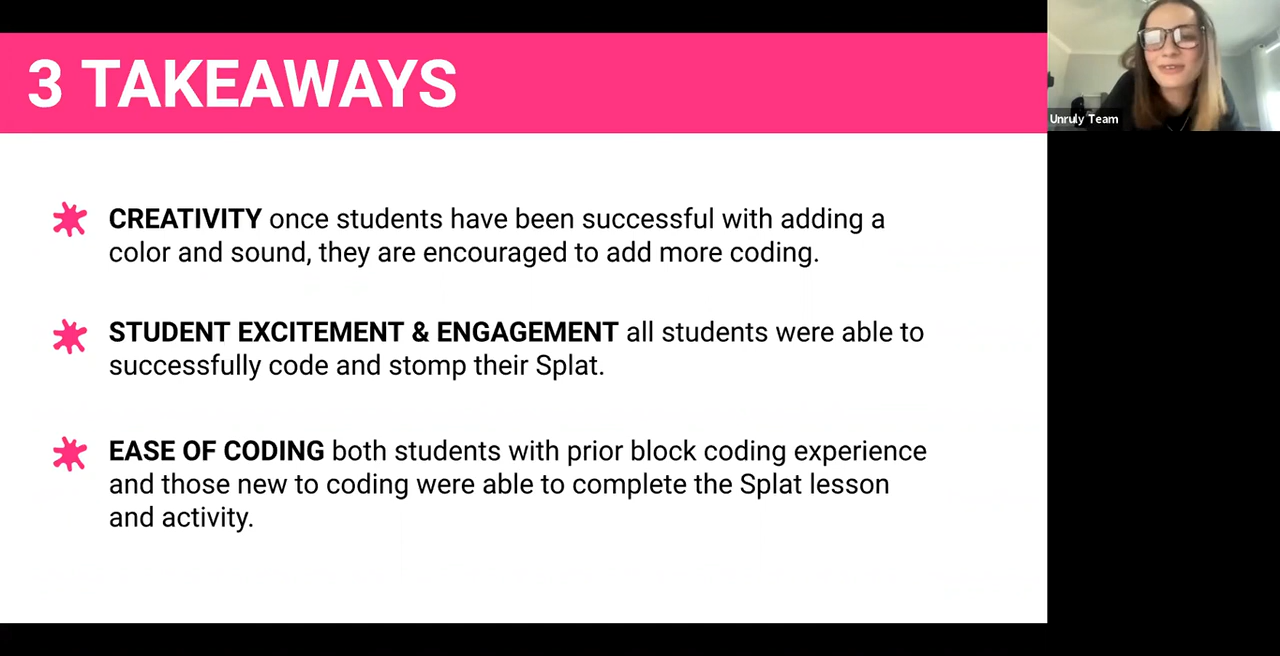 3 TAKEAWAYS
Unruly Team
CREATIVITY once students have been successful with adding a
color and sound, they are encouraged to add more coding.
STUDENT EXCITEMENT & ENGAGEMENT all students were able to
successfully code and stomp their Splat.
EASE OF CODING both students with prior block coding experience
and those new to coding were able to complete the Splat lesson
and activity.